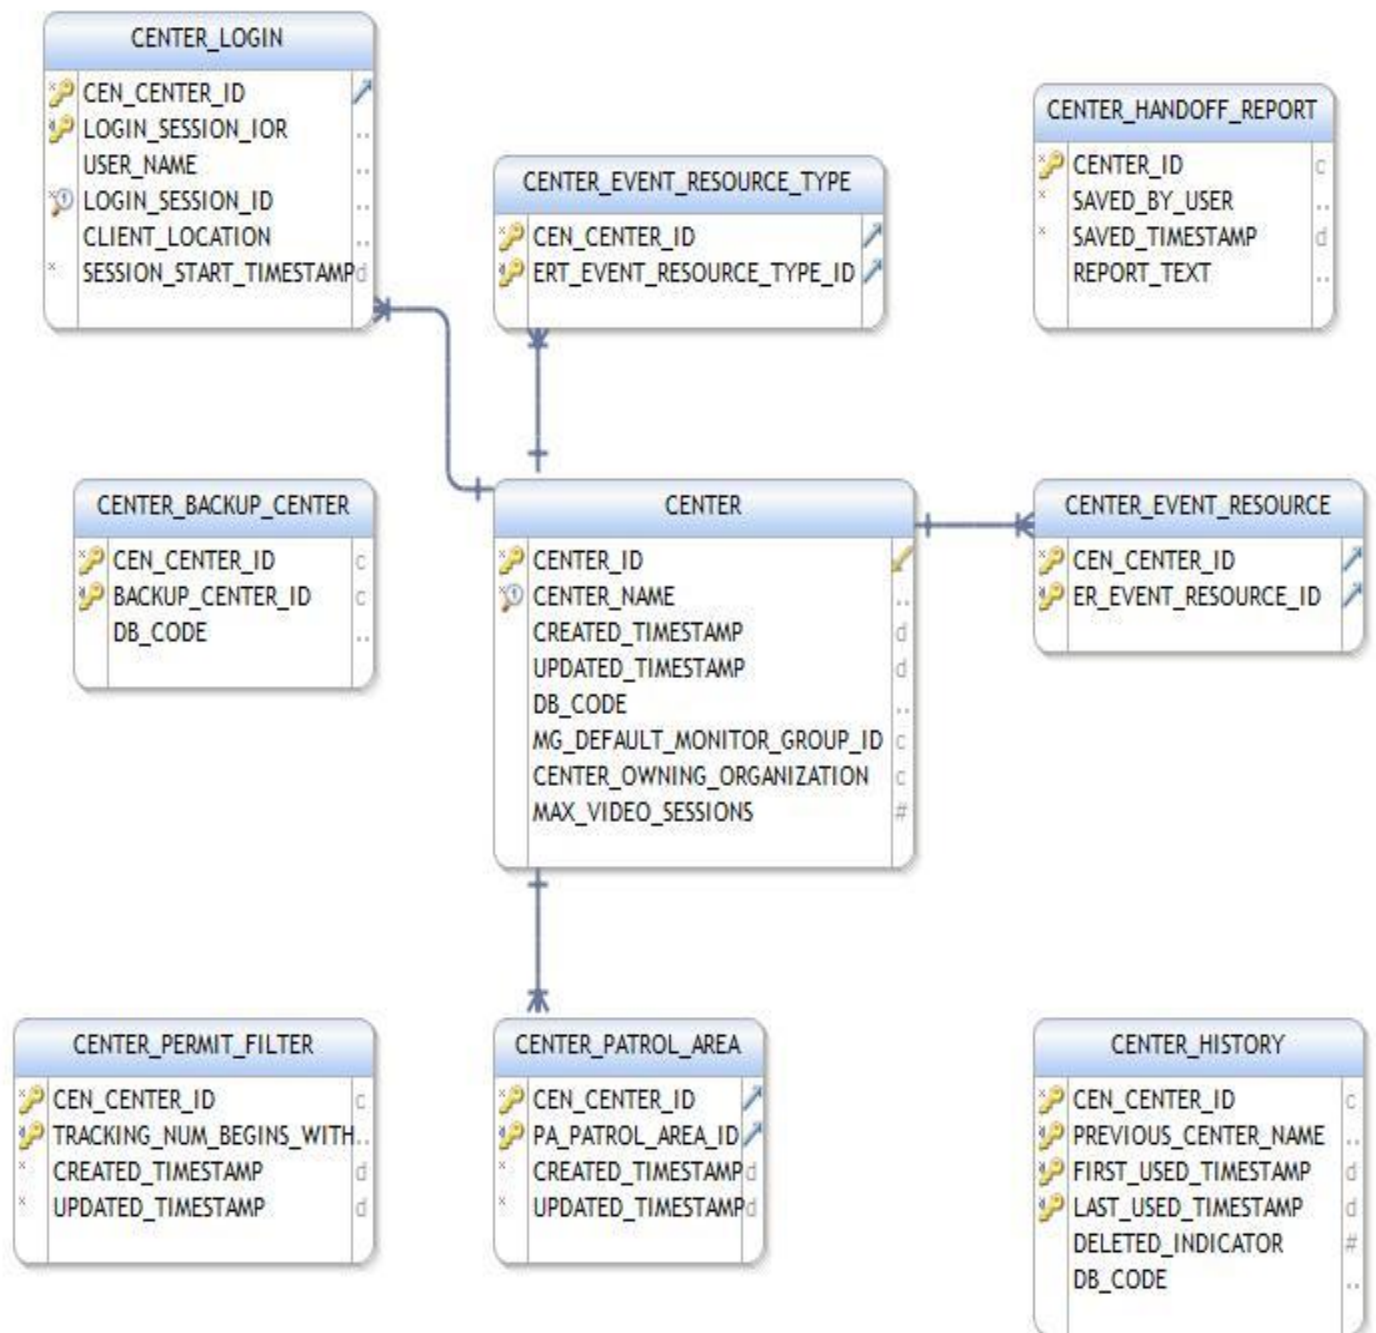 CENTER_LOGIN
CEN_CENTER_ID
LOGIN_SESSION_IOR
USER_NAME
LOGIN_SESSION_ID
CLIENT_LOCATION
SESSION_START_TIMESTAMP d
CENTER_EVENT_RESOURCE_TYPE
CEN_CENTER_ID
ERT_EVENT_RESOURCE_TYPE_ID
CENTER_HANDOFF_REPORT
CENTER_ID c
SAVED_BY_USER ..
SAVED_TIMESTAMP d
REPORT_TEXT ..
CENTER_BACKUP_CENTER
CEN_CENTER_ID c
BACKUP_CENTER_ID c
DB_CODE ..
CENTER
CENTER_ID
CENTER_NAME ..
CREATED_TIMESTAMP d
UPDATED_TIMESTAMP d
DB_CODE ..
MG_DEFAULT_MONITOR_GROUP_ID c
CENTER_OWNING_ORGANIZATION c
MAX_VIDEO_SESSIONS #
CENTER_EVENT_RESOURCE
CEN_CENTER_ID
ER_EVENT_RESOURCE_ID
CENTER_PERMIT_FILTER
CEN_CENTER_ID c
TRACKING_NUM_BEGINS_WITH ..
CREATED_TIMESTAMP d
UPDATED_TIMESTAMP d
CENTER_PATROL_AREA
CEN_CENTER_ID
PA_PATROL_AREA_ID
CREATED_TIMESTAMP d
UPDATED_TIMESTAMP d
CENTER_HISTORY
CEN_CENTER_ID c
PREVIOUS_CENTER_NAME ..
FIRST_USED_TIMESTAMP d
LAST_USED_TIMESTAMP d
DELETED_INDICATOR #
DB_CODE ..